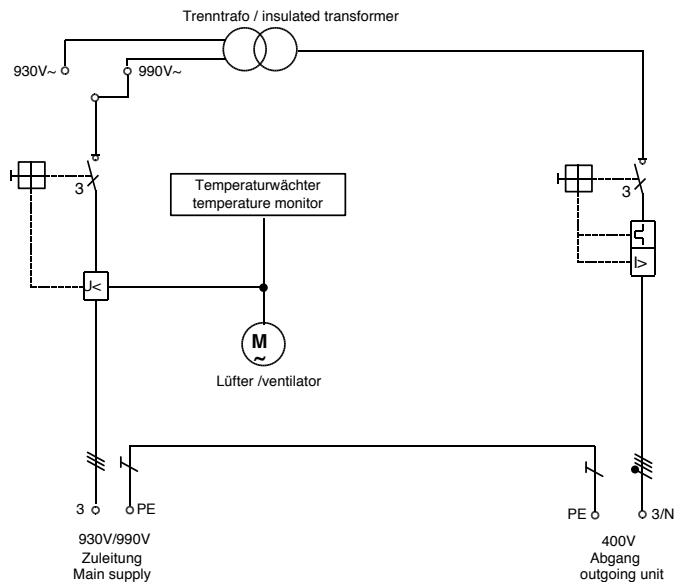 Trenntrafo / insulated transformer
930V~
990V~
3
3
Temperaturwächter
temperature monitor
U<
I>
M
~
Lüfter /ventilator
3
PE
PE
3/N
930V/990V
Zuleitung
Main supply
400V
Abgang
outgoing unit